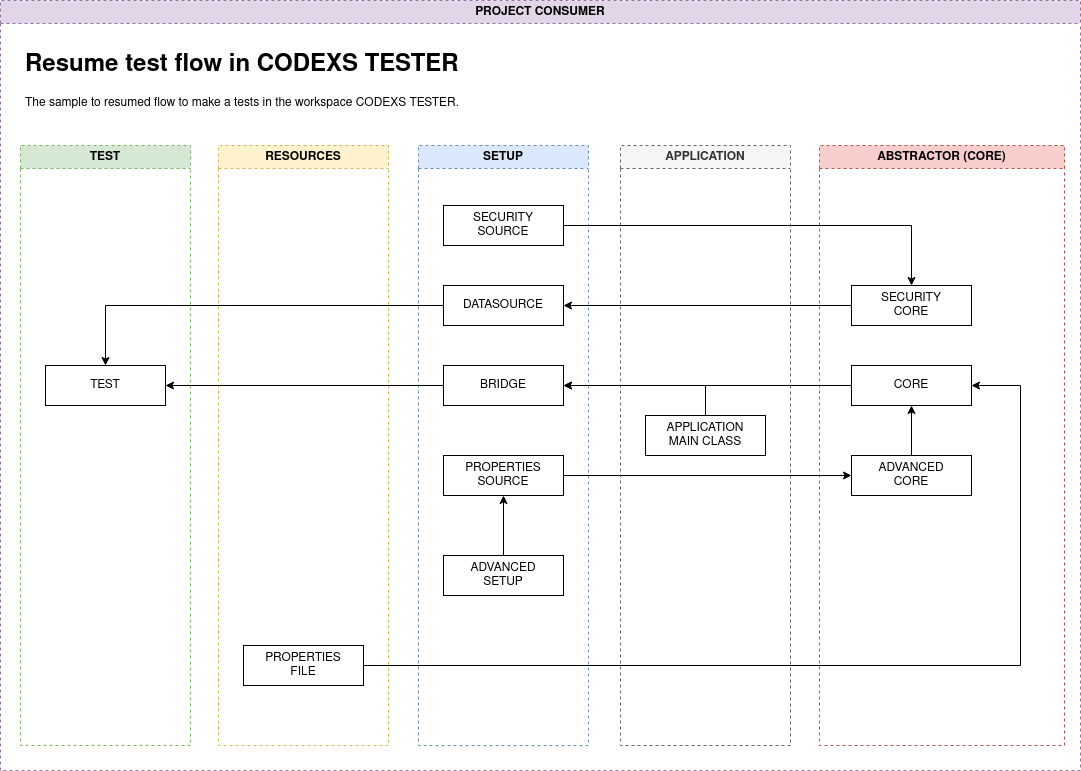 PROJECT CONSUMER
Resume test flow in CODEXS TESTER
The sample to resumed flow to make a tests in the workspace CODEXS TESTER.
TEST
RESOURCES
SETUP
APPLICATION
ABSTRACTOR (CORE)
SECURITY
SOURCE
DATASOURCE
SECURITY
CORE
TEST
BRIDGE
CORE
APPLICATION
MAIN CLASS
PROPERTIES
SOURCE
ADVANCED
CORE
ADVANCED
SETUP
PROPERTIES
FILE